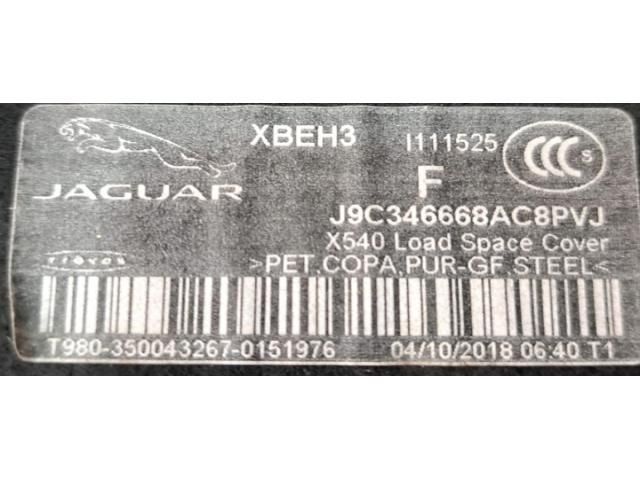 XBEH3
I111525
CCC S
F
JAGUAR
J9C346668AC8PVJ
X540 Load Space Cover
>PET,COPA,PUR-GF,STEEL<
T980-350043267-0151976
04/10/2018 06:40 T1